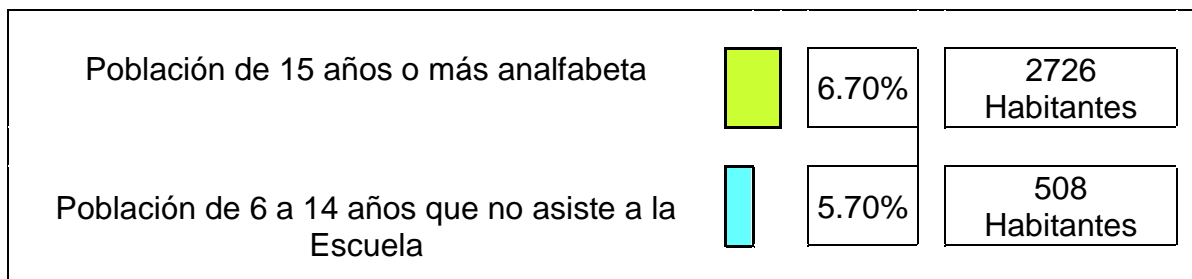 Población de 15 años o más analfabeta
6.70%
2726
Habitantes
Población de 6 a 14 años que no asiste a la
Escuela
5.70%
508
Habitantes